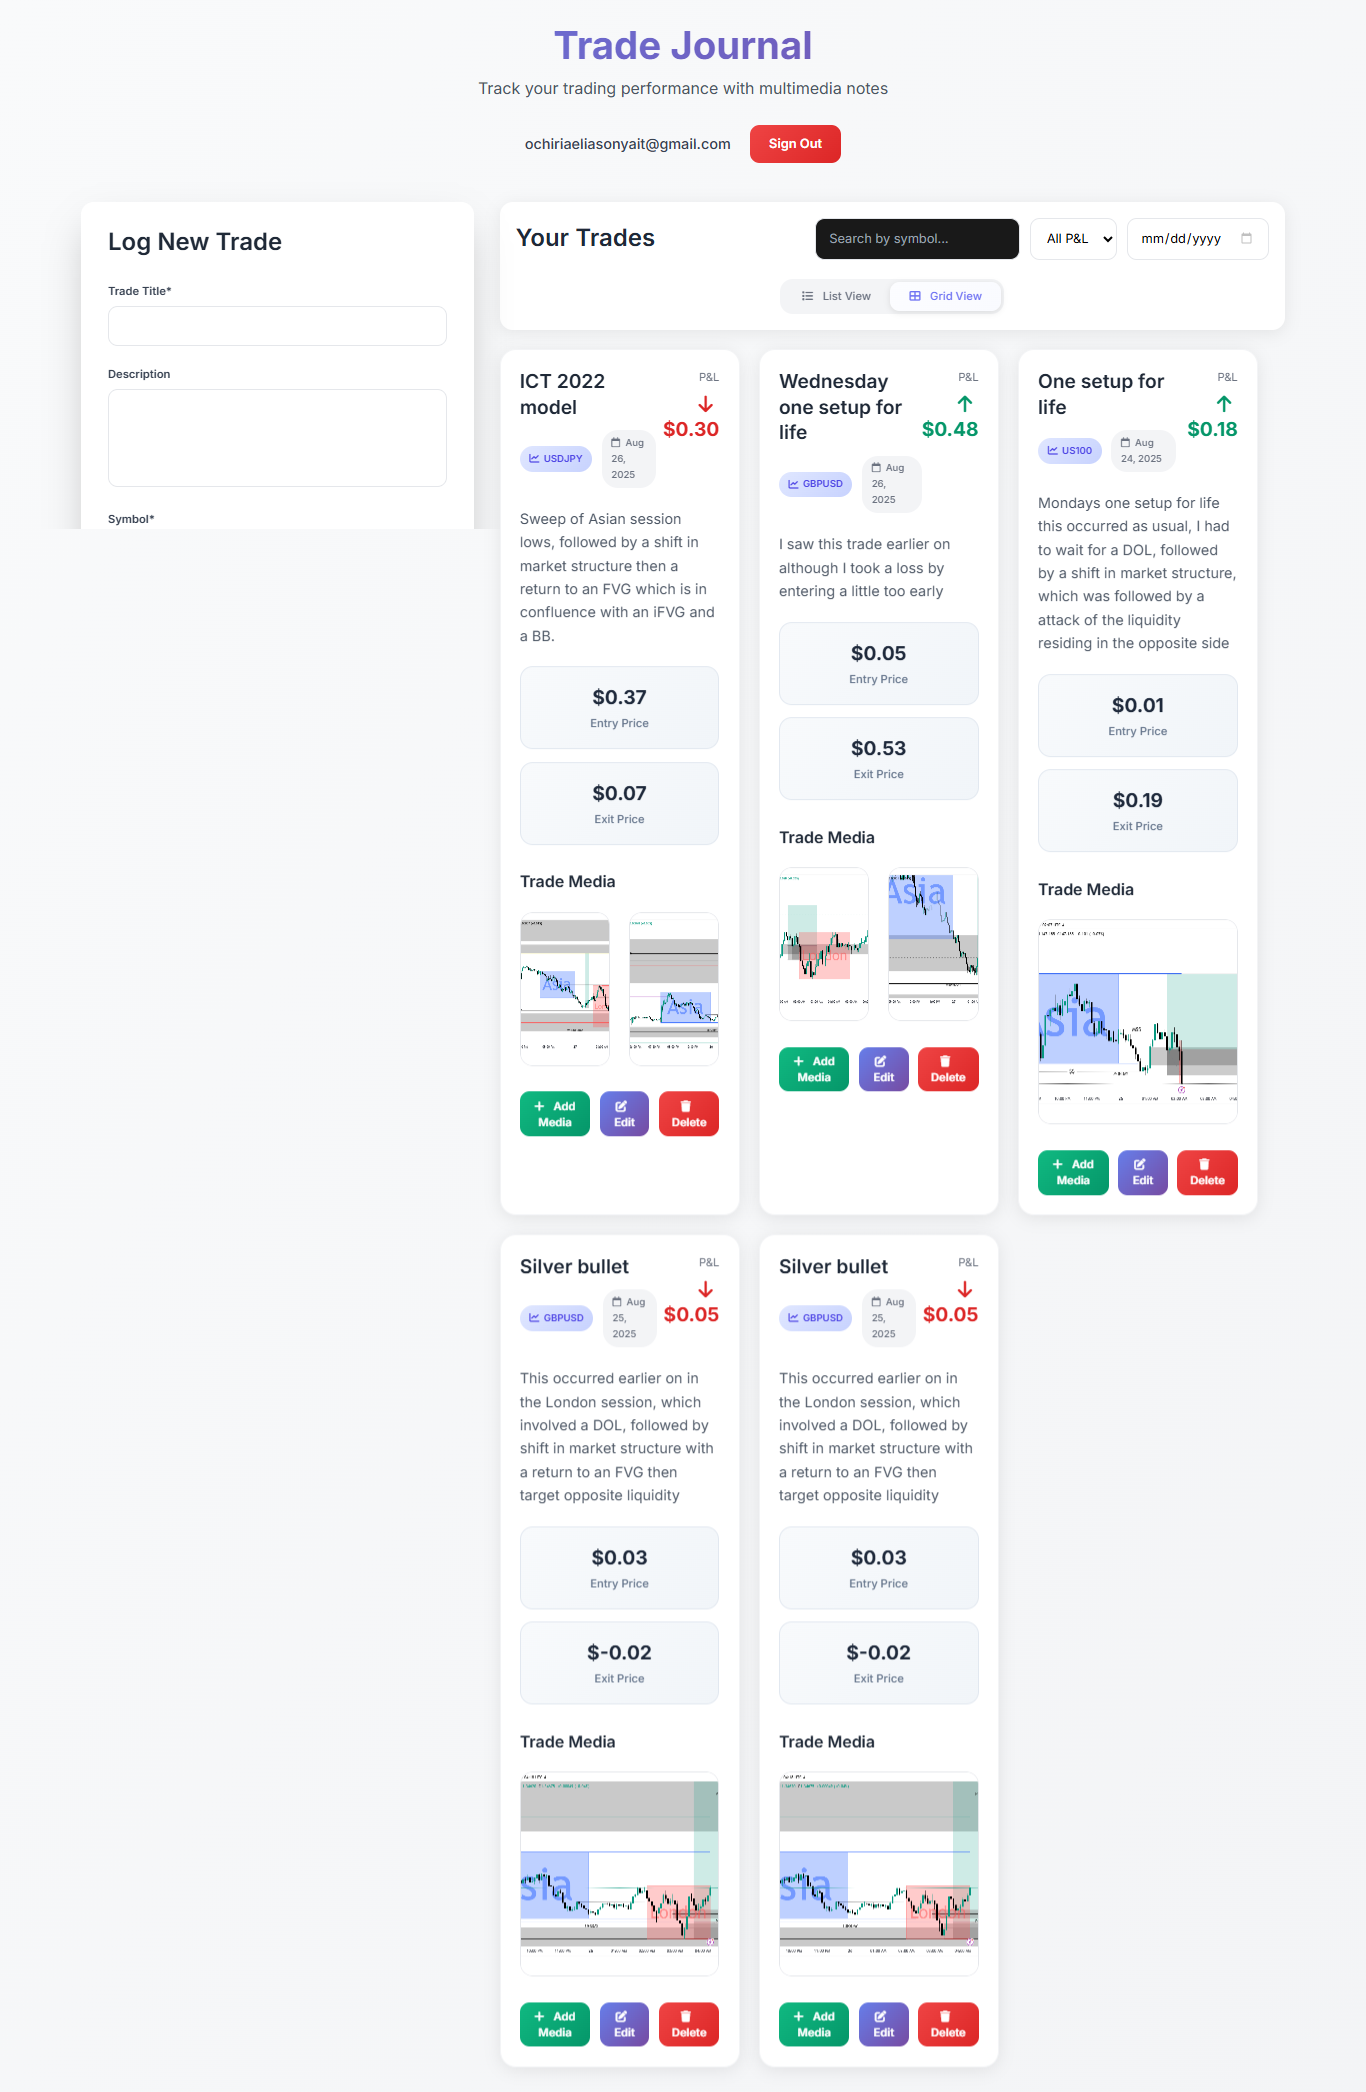 Trade Journal
Track your trading performance with multimedia notes
ochiriaeliasonyait@gmail.com
Sign Out
Log New Trade
Trade Title*
Description
Symbol*
Your Trades
Search by symbol...
All P&L
mm/dd/yyyy
List View
Grid View
ICT 2022
model
P&L
$0.30
USDJPY
Aug
26,
2025
Sweep of Asian session
lows, followed by a shift in
market structure then a
return to an FVG which is in
confluence with an iFVG and
a BB.
$0.37
Entry Price
$0.07
Exit Price
Trade Media
Asia
Asia
Add
Media
Edit
Delete
Wednesday
one setup for
life
P&L
$0.48
GBPUSD
Aug
26,
2025
I saw this trade earlier on
although I took a loss by
entering a little too early
$0.05
Entry Price
$0.53
Exit Price
Trade Media
Asia
Add
Media
Edit
Delete
One setup for
life
P&L
$0.18
US100
Aug
24, 2025
Mondays one setup for life
this occurred as usual, I had
to wait for a DOL, followed
by a shift in market structure,
which was followed by a
attack of the liquidity
residing in the opposite side
$0.01
Entry Price
$0.19
Exit Price
Trade Media
sia
Add
Media
Edit
Delete
Silver bullet
P&L
$0.05
GBPUSD
Aug
25,
2025
This occurred earlier on in
the London session, which
involved a DOL, followed by
shift in market structure with
a return to an FVG then
target opposite liquidity
$0.03
Entry Price
$-0.02
Exit Price
Trade Media
sia
Add
Media
Edit
Delete
Silver bullet
P&L
$0.05
GBPUSD
Aug
25,
2025
This occurred earlier on in
the London session, which
involved a DOL, followed by
shift in market structure with
a return to an FVG then
target opposite liquidity
$0.03
Entry Price
$-0.02
Exit Price
Trade Media
sia
Add
Media
Edit
Delete